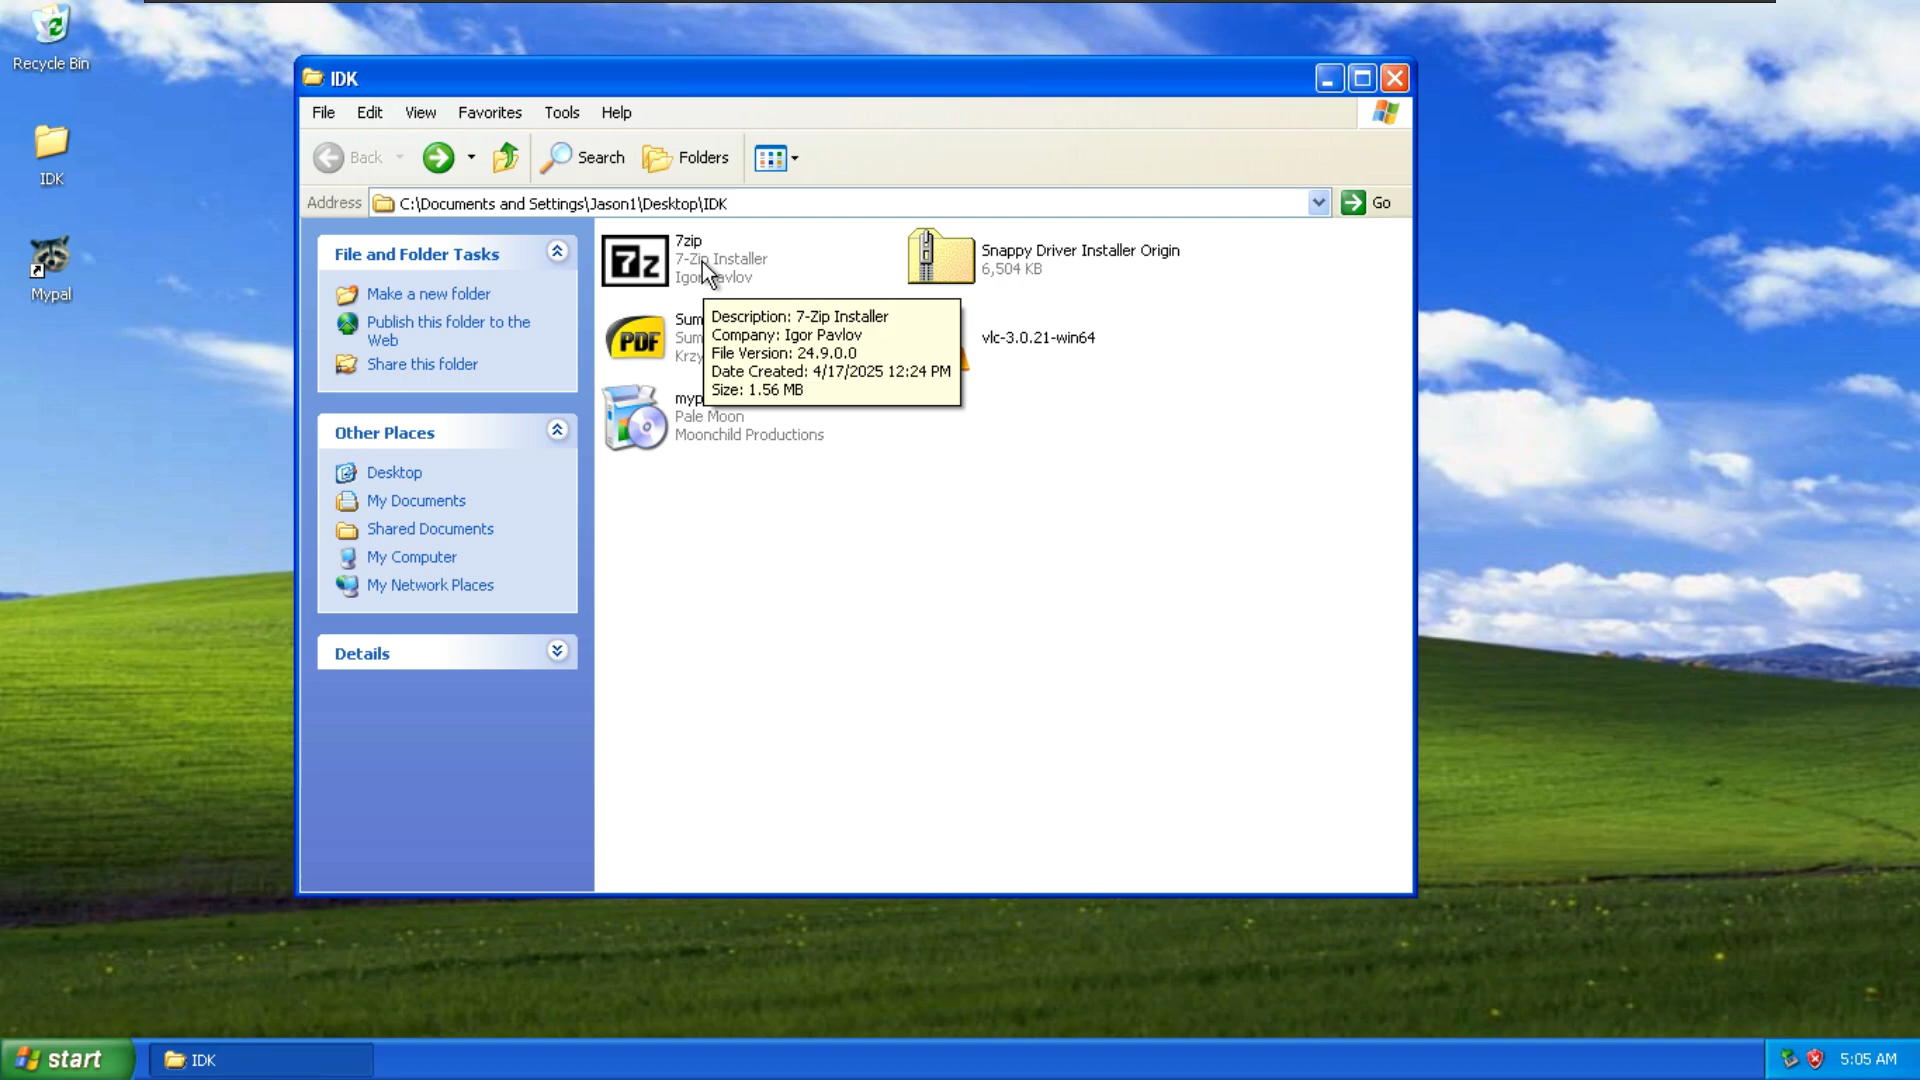 Recycle Bin
IDK
Mypal
IDK
File Edit View Favorites Tools Help
Back Search Folders
Address C:\Documents and Settings\Jason1\Desktop\IDK Go
File and Folder Tasks
Make a new folder
Publish this folder to the
Web
Share this folder
Other Places
Desktop
My Documents
Shared Documents
My Computer
My Network Places
Details
7z
7zip
7-Zip Installer
Igor Pavlov
Snappy Driver Installer Origin
6,504 KB
PDF
Sum
Sum
Krzy
Description: 7-Zip Installer
Company: Igor Pavlov
File Version: 24.9.0.0
Date Created: 4/17/2025 12:24 PM
Size: 1.56 MB
vlc-3.0.21-win64
myp
Pale Moon
Moonchild Productions
start
IDK
5:05 AM